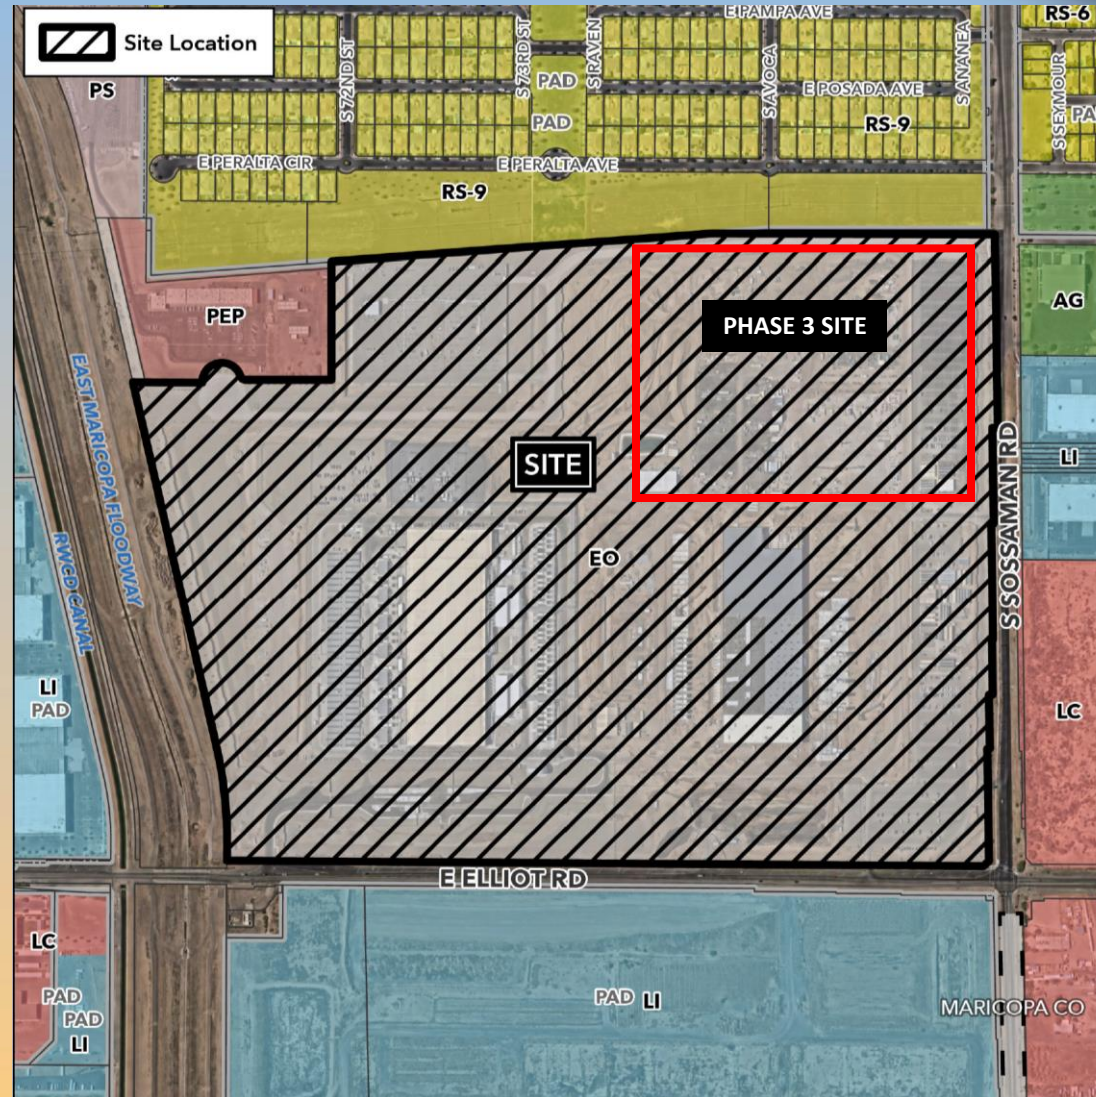 Site Location
E PAMPA AVE
RS-6
PS
S 72ND ST
S 73RD ST
S RAVEN
S AVOCA
S ANANEA
S SEYMOUR
PAD
E POSADA AVE
PAD
RS-9
E PERALTA CIR
E PERALTA AVE
RS-9
PEP
PHASE 3 SITE
AG
EAST MARICOPA FLOODWAY
SITE
S SOSSAMAN RD
LI
RWCD CANAL
EO
LI
PAD
LC
E ELLIOT RD
LC
PAD
PAD
LI
PAD LI
MARICOPA CO